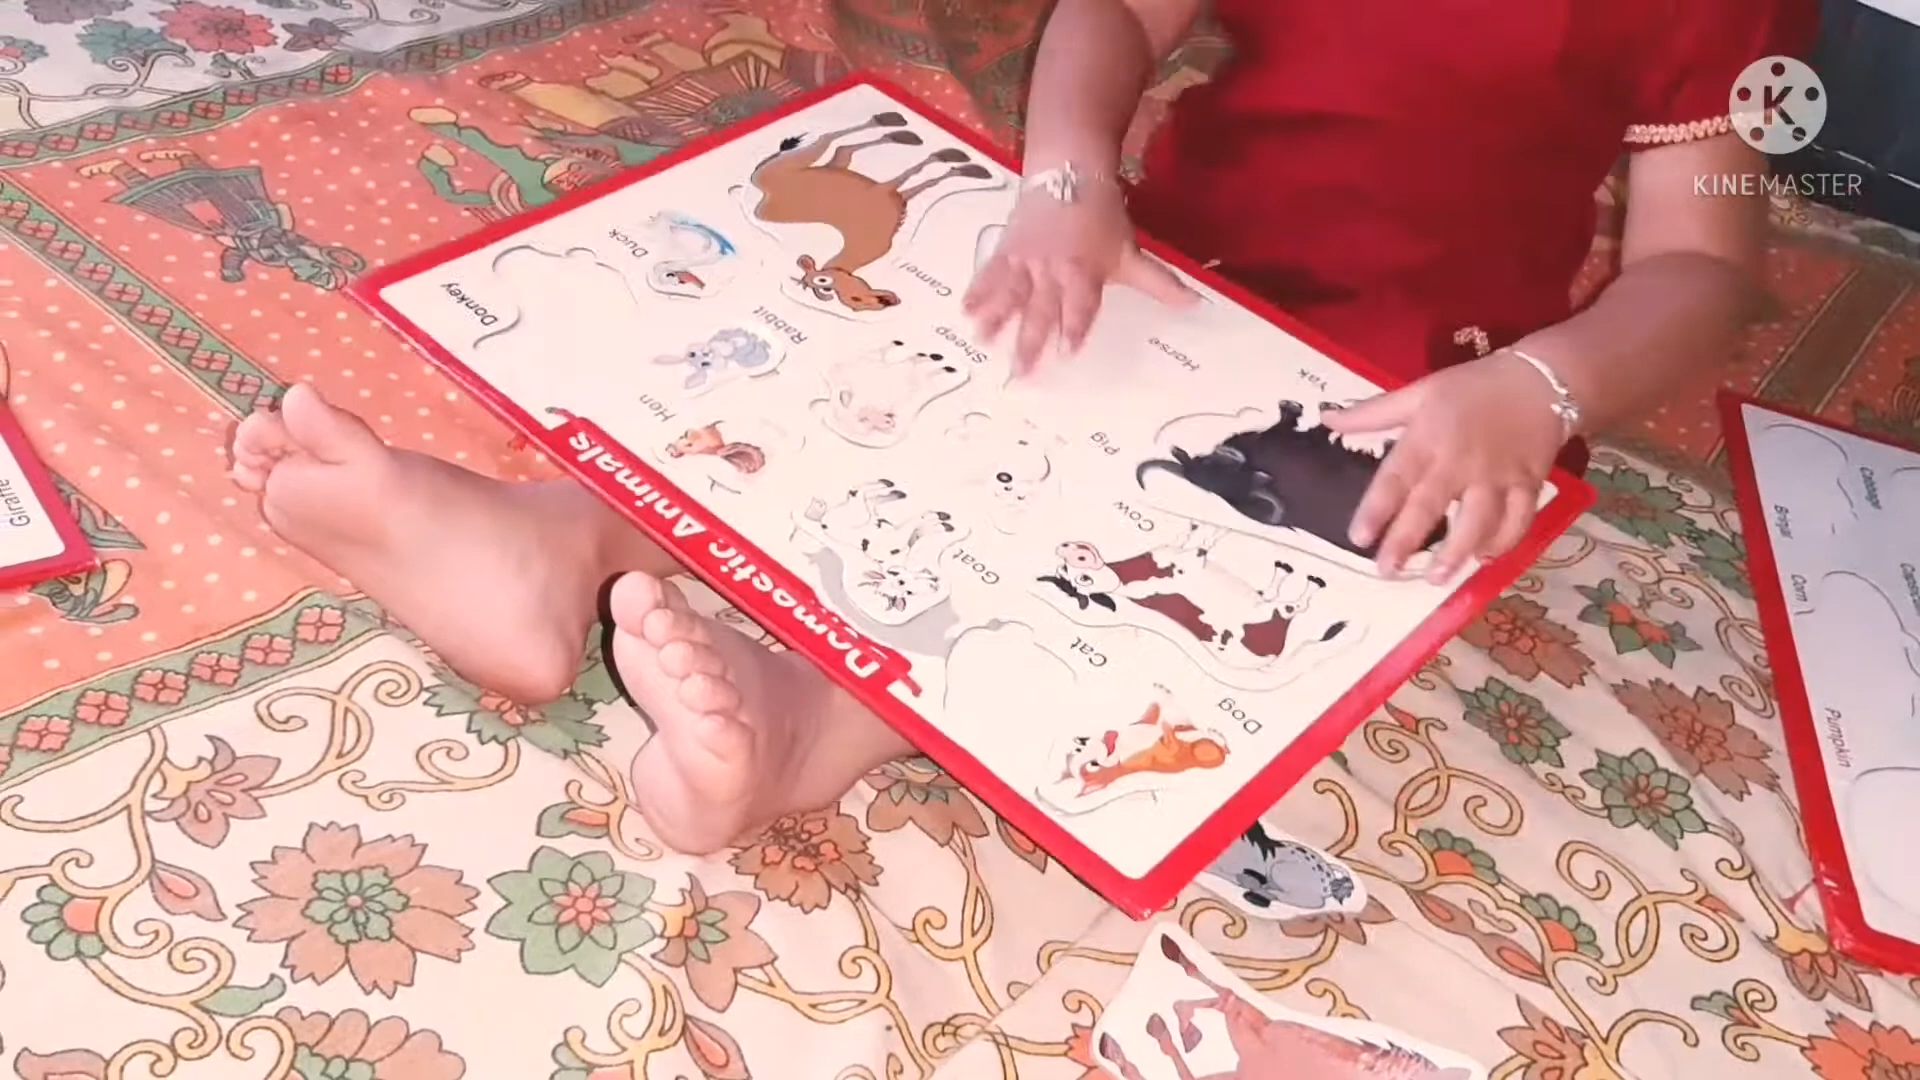 KINEMASTER
Domestic Animals
Dog
Cat
Cow
Goat
Yak
Pig
Horse
Hen
Sheep
Rabbit
Camel
Duck
Donkey
Giraffe
Brinjal
Corn
Pumpkin